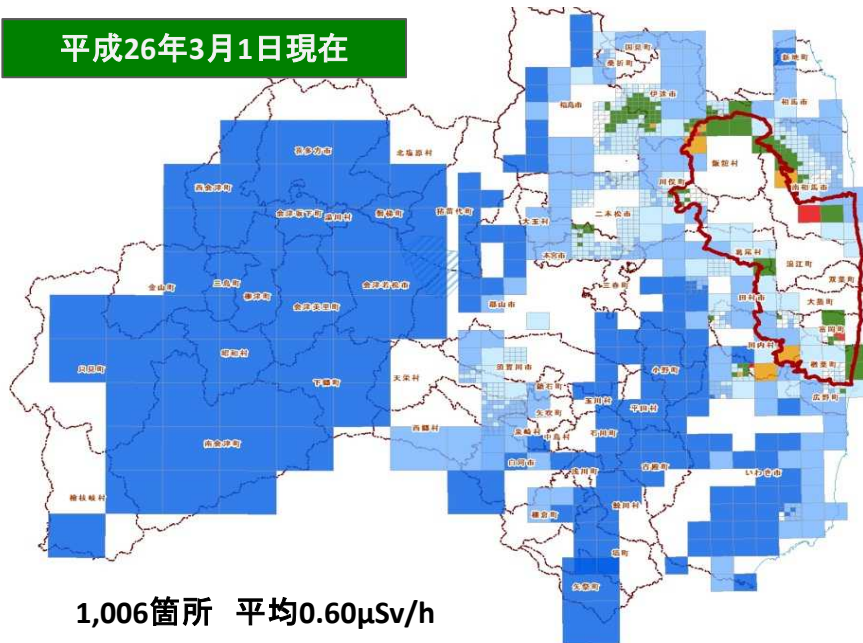 平成26年3月1日現在
国見町
桑折町
新地町
伊達市
相馬市
福島市
喜多方市
北塩原村
飯舘村
西会津町
川俣町
南相馬市
会津坂下町
湯川村
磐梯町
猪苗代町
大玉村
二本松市
本宮市
葛尾村
浪江町
双葉町
金山町
三島町
柳津町
会津若松市
三春町
田村市
大熊町
会津美里町
郡山市
富岡町
川内村
昭和村
只見町
須賀川市
小野町
楢葉町
下郷町
天栄村
鏡石町
広野町
玉川村
平田村
矢吹町
西郷村
泉崎村
中島村
石川町
南会津町
白河市
浅川町
古殿町
いわき市
檜枝岐村
棚倉町
鮫川村
塙町
矢祭町
1,006箇所 平均0.60μSv/h